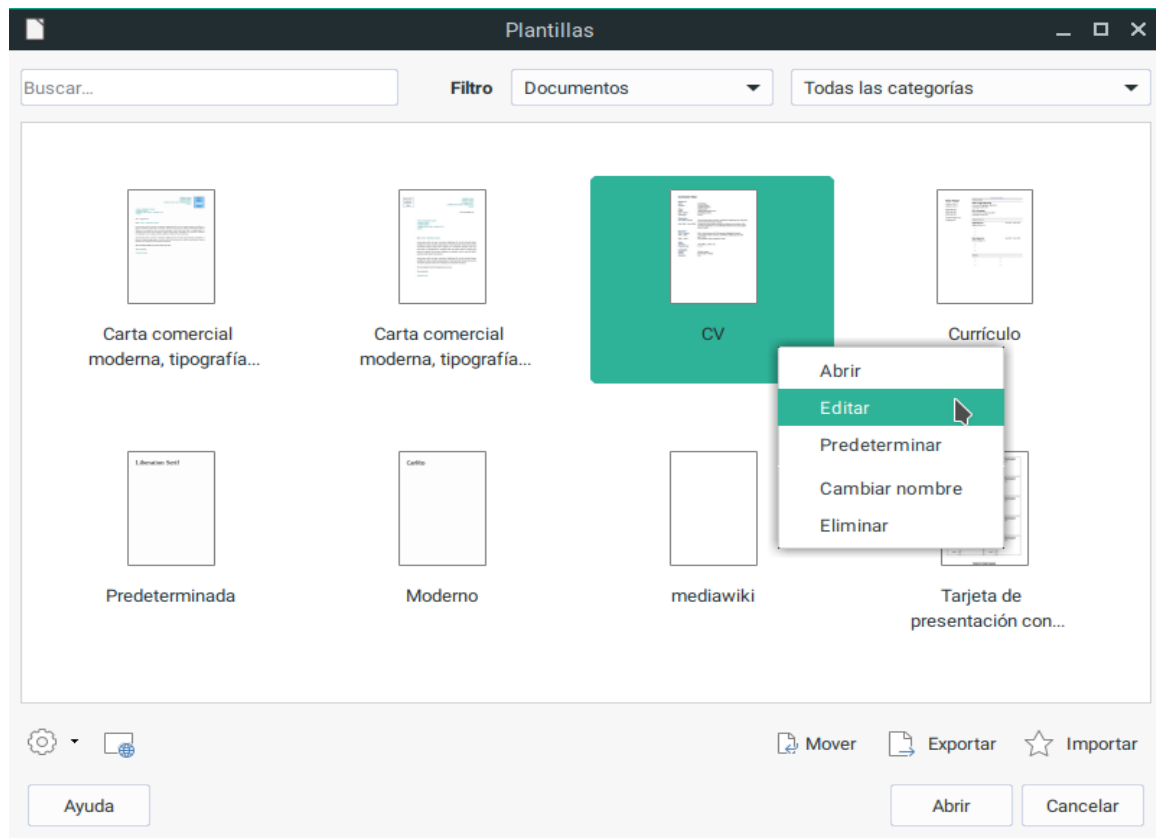 Plantillas
Buscar...
Filtro
Documentos
Todas las categorías
Carta comercial
moderna, tipografía...
Carta comercial
moderna, tipografía...
CV
Currículo
Abrir
Editar
Predeterminar
Cambiar nombre
Eliminar
Liberation Serif
Carlito
Predeterminada
Moderno
mediawiki
Tarjeta de
presentación con...
Mover
Exportar
Importar
Ayuda
Abrir
Cancelar